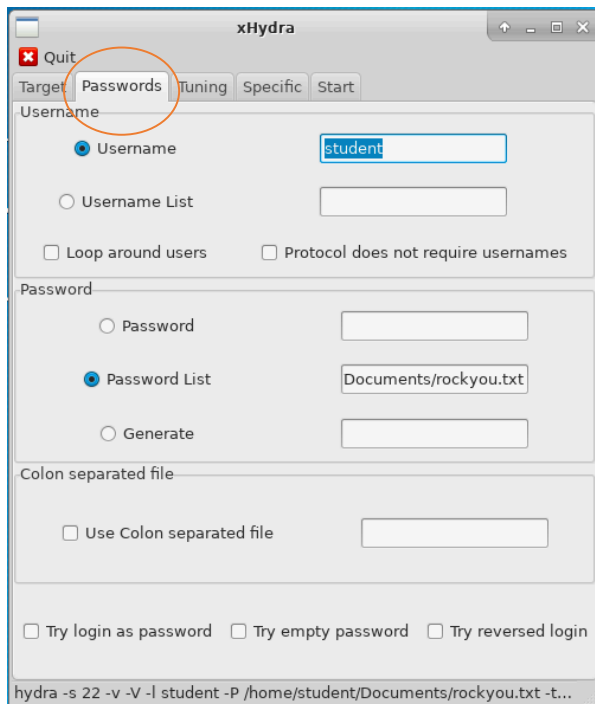 xHydra
Quit
Target Passwords Tuning Specific Start
Username
Username student
Username List
Loop around users Protocol does not require usernames
Password
Password
Password List Documents/rockyou.txt
Generate
Colon separated file
Use Colon separated file
Try login as password Try empty password Try reversed login
hydra -s 22 -v -V -l student -P /home/student/Documents/rockyou.txt -t...